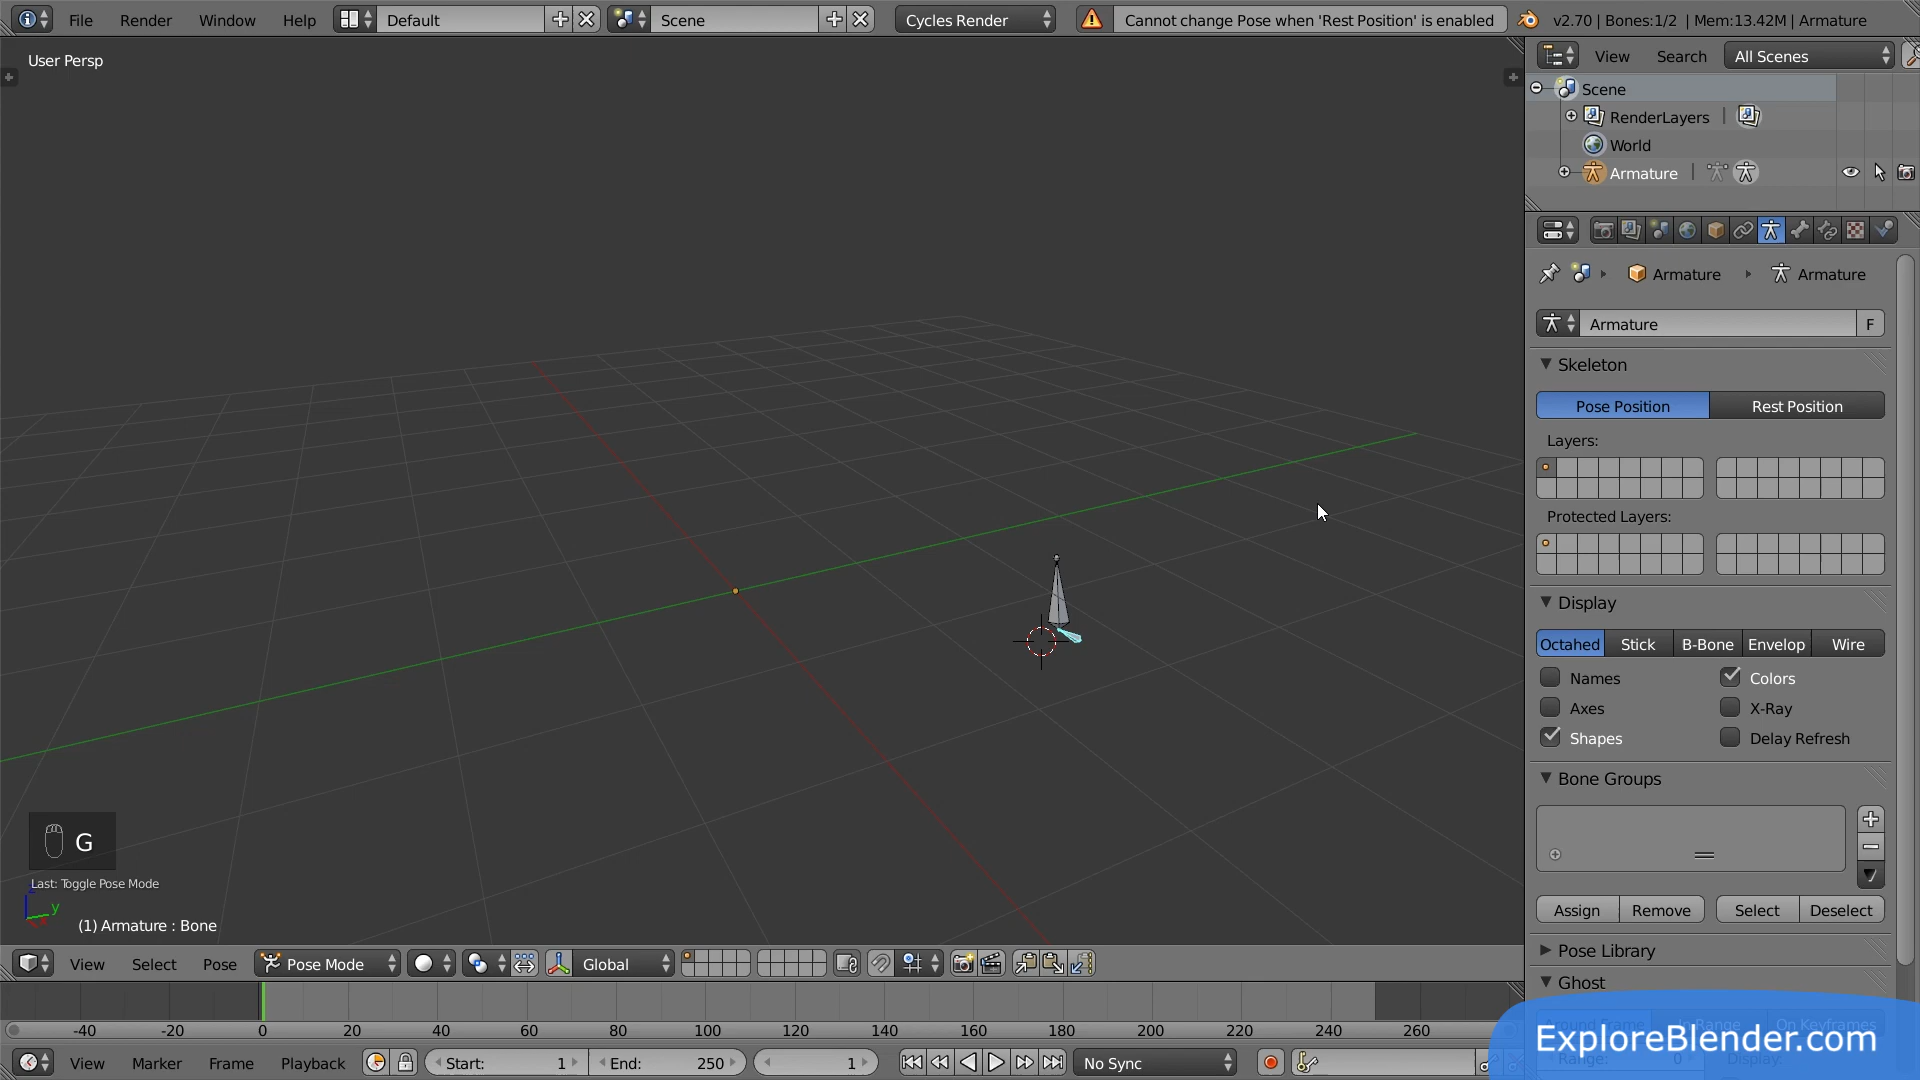 File Render Window Help Default Scene Cycles Render Cannot change Pose when 'Rest Position' is enabled v2.70 | Bones:1/2 | Mem:13.42M | Armature
User Persp
View Search All Scenes
Scene
RenderLayers
World
Armature
Armature Armature
Armature F
Skeleton
Pose Position Rest Position
Layers:
Protected Layers:
Display
Octahed Stick B-Bone Envelop Wire
Names Colors
Axes X-Ray
Shapes Delay Refresh
Bone Groups
Assign Remove Select Deselect
Pose Library
Ghost
Range: 0 Display:
G
Last: Toggle Pose Mode
y
(1) Armature : Bone
View Select Pose Pose Mode Global
-40 -20 0 20 40 60 80 100 120 140 160 180 200 220 240 260
View Marker Frame Playback Start: 1 End: 250 1 No Sync
ExploreBlender.com